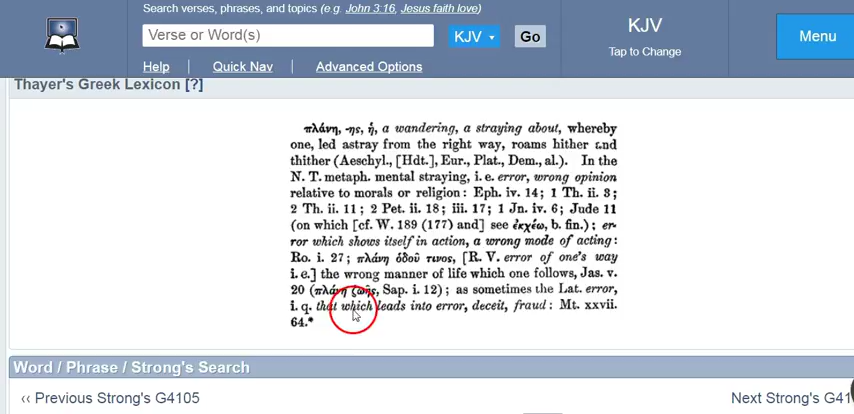 Search verses, phrases, and topics (e.g. John 3:16, Jesus faith love)
Verse or Word(s)
KJV
Go
KJV
Tap to Change
Menu
Help
Quick Nav
Advanced Options
Thayer's Greek Lexicon [?]
πλάνη, -ης, ἡ, a wandering, a straying about, whereby
one, led astray from the right way, roams hither and
thither (Aeschyl., [Hdt.], Eur., Plat., Dem., al.). In the
N. T. metaph. mental straying, i. e. error, wrong opinion
relative to morals or religion: Eph. iv. 14; 1 Th. ii. 3;
2 Th. ii. 11; 2 Pet. ii. 18; iii. 17; 1 Jn. iv. 6; Jude 11
(on which [cf. W. 189 (177) and] see ἐκχέω, b. fin.); er-
ror which shows itself in action, a wrong mode of acting:
Ro. i. 27; πλάνη ὁδοῦ τινος, [R. V. error of one's way
i. e.] the wrong manner of life which one follows, Jas. v.
20 (πλάνη ζωῆς, Sap. i. 12); as sometimes the Lat. error,
i. q. that which leads into error, deceit, fraud: Mt. xxvii.
64.*
Word / Phrase / Strong's Search
‹‹ Previous Strong's G4105
Next Strong's G41